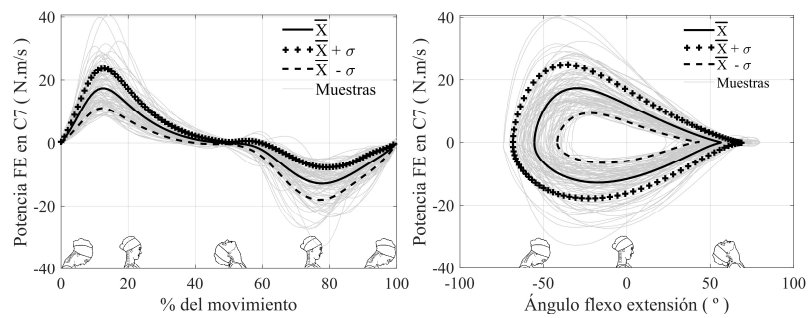 40
20
0
-20
-40
Potencia FE en C7 ( N.m/s )
X̅
X̅ + σ
X̅ - σ
Muestras
0 20 40 60 80 100
% del movimiento
40
20
0
-20
-40
Potencia FE en C7 ( N.m/s )
X̅
X̅ + σ
X̅ - σ
Muestras
-100 -50 0 50 100
Ángulo flexo extensión ( º )